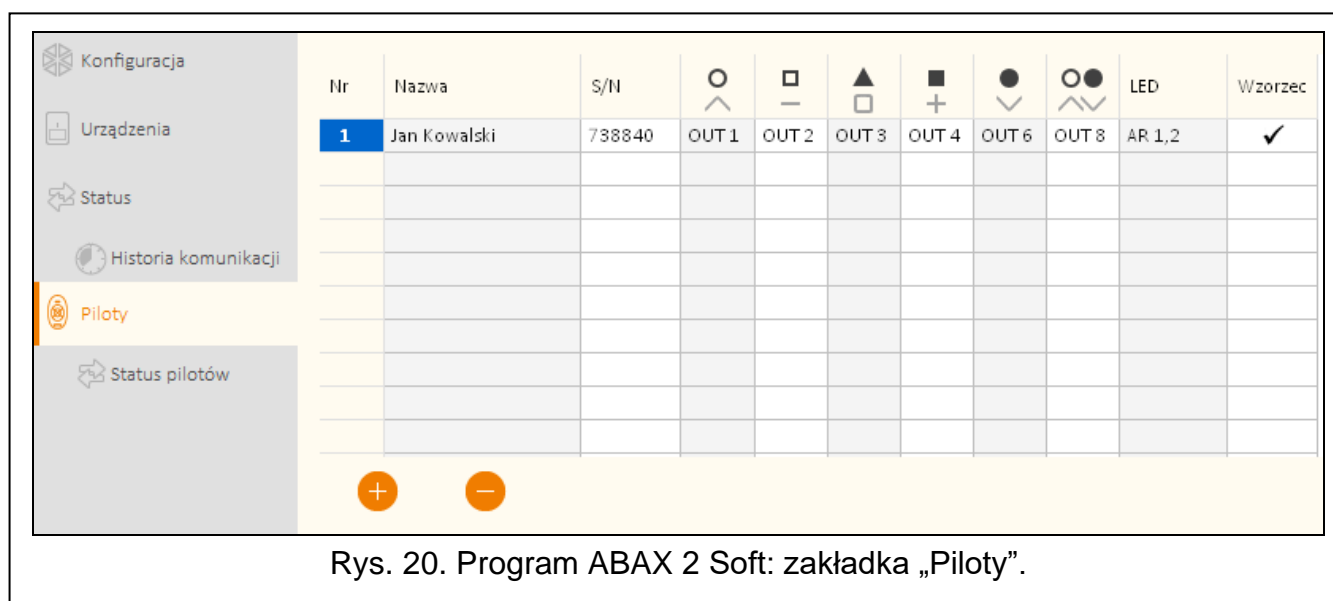 Konfiguracja
Urządzenia
Status
Historia komunikacji
Piloty
Status pilotów
Nr Nazwa S/N LED Wzorzec
1 Jan Kowalski 738840 OUT 1 OUT 2 OUT 3 OUT 4 OUT 6 OUT 8 AR 1,2 ✓
Rys. 20. Program ABAX 2 Soft: zakładka „Piloty”.